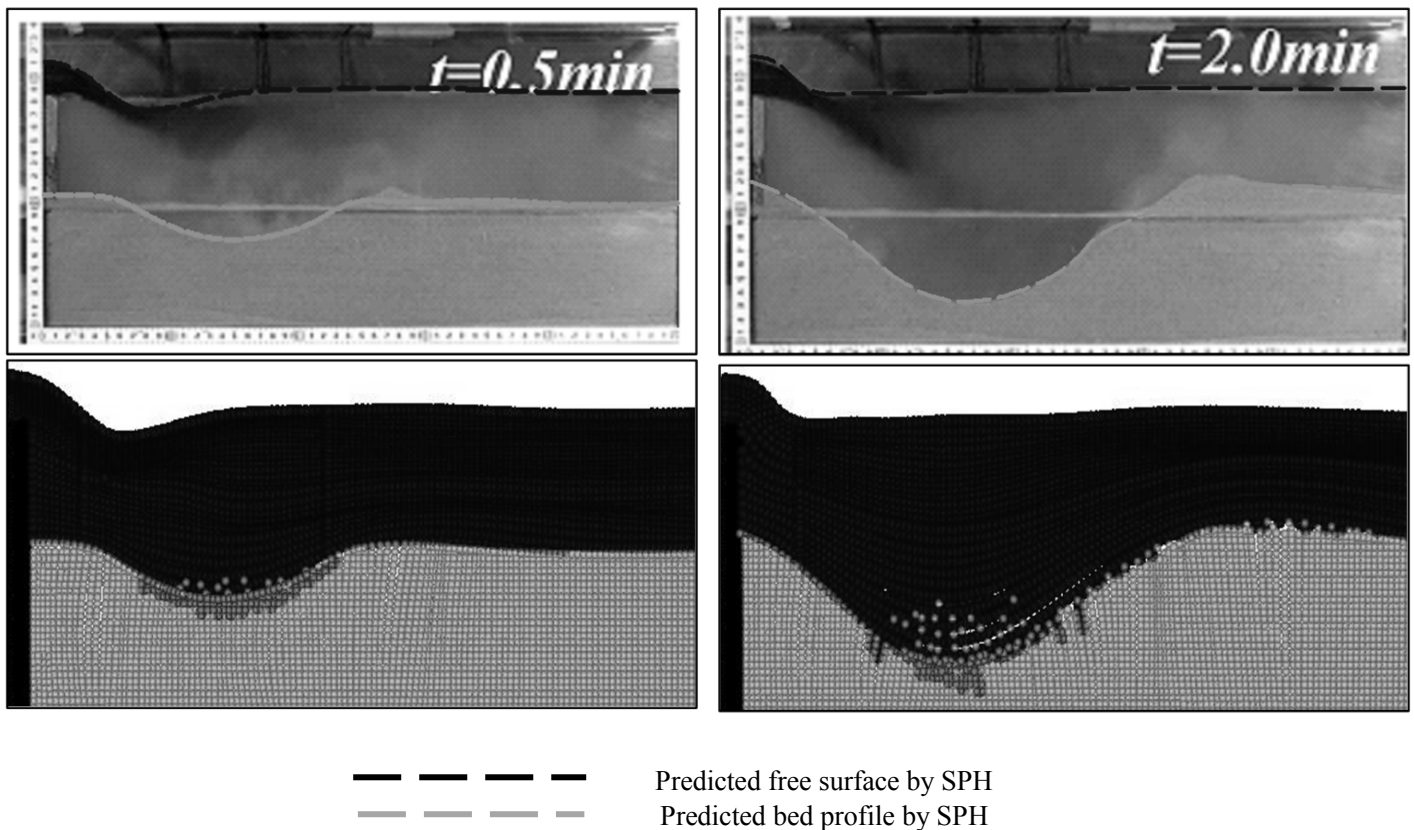 t=0.5min
t=2.0min
Predicted free surface by SPH
Predicted bed profile by SPH